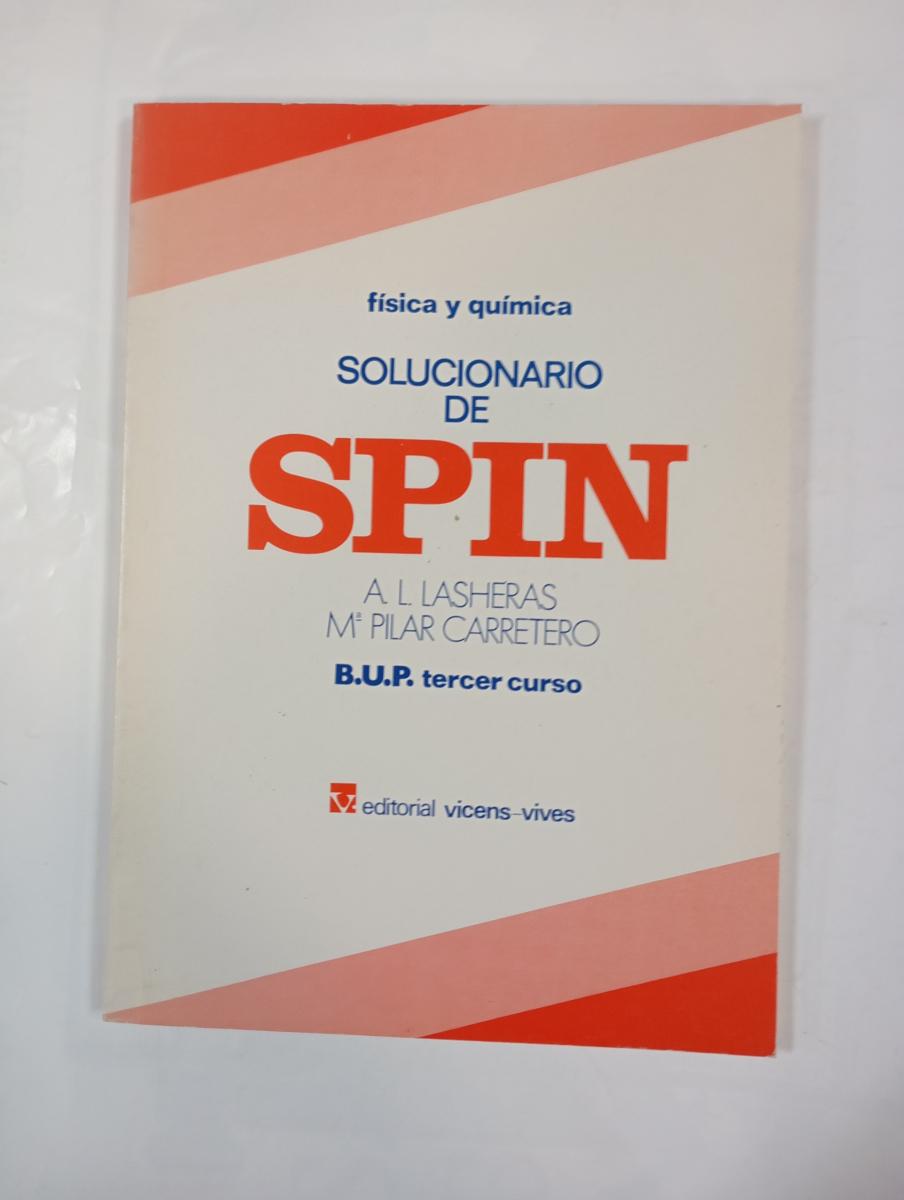 física y química
SOLUCIONARIO
DE
SPIN
A. L. LASHERAS
Mª PILAR CARRETERO
B.U.P. tercer curso
V. editorial vicens-vives